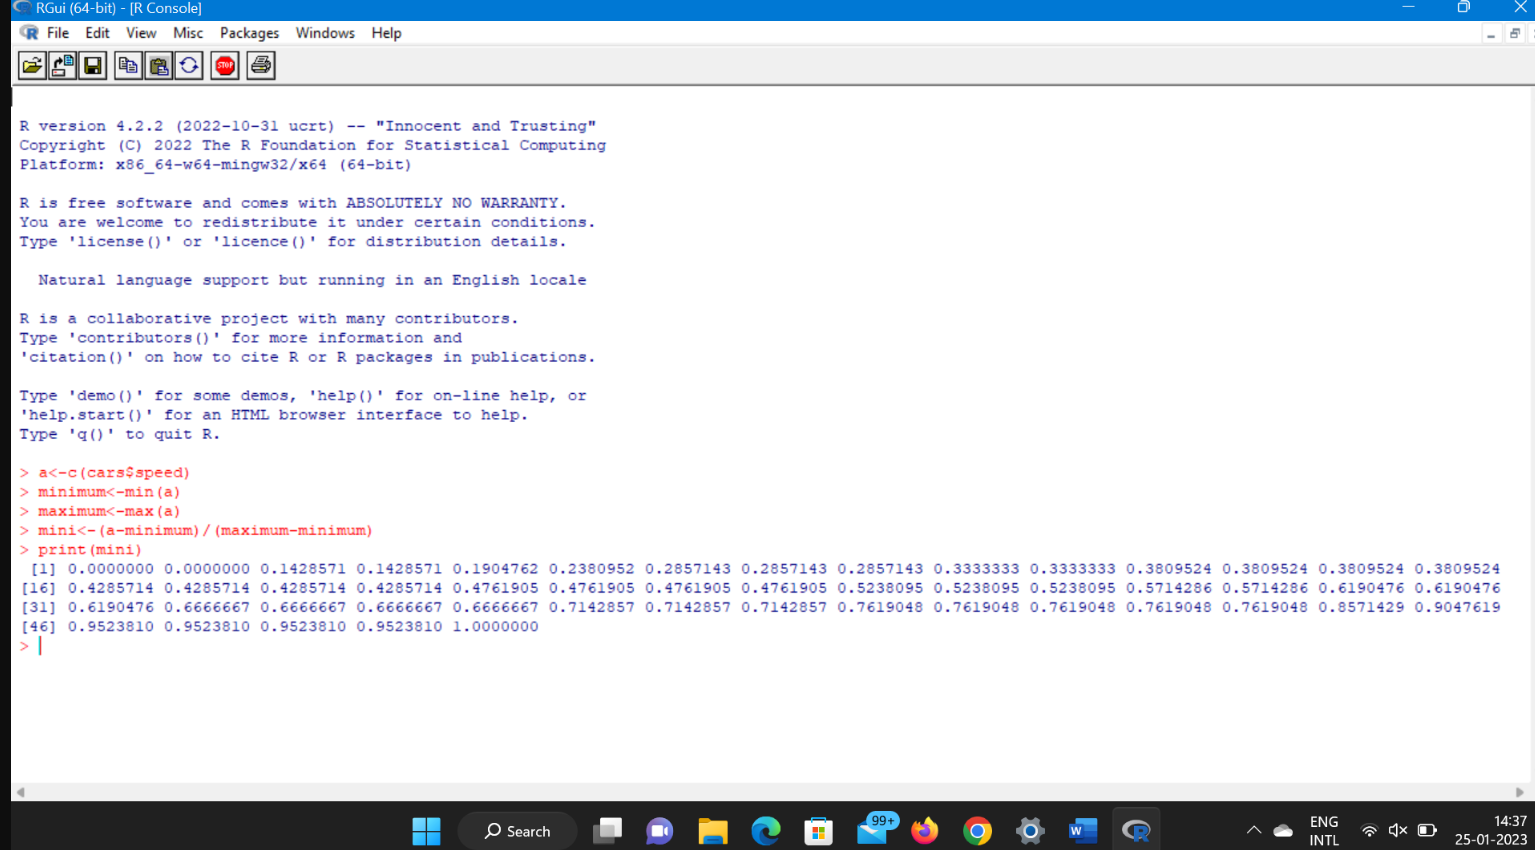 RGui (64-bit) - [R Console]
File Edit View Misc Packages Windows Help
STOP
R version 4.2.2 (2022-10-31 ucrt) -- "Innocent and Trusting"
Copyright (C) 2022 The R Foundation for Statistical Computing
Platform: x86_64-w64-mingw32/x64 (64-bit)
R is free software and comes with ABSOLUTELY NO WARRANTY.
You are welcome to redistribute it under certain conditions.
Type 'license()' or 'licence()' for distribution details.
Natural language support but running in an English locale
R is a collaborative project with many contributors.
Type 'contributors()' for more information and
'citation()' on how to cite R or R packages in publications.
Type 'demo()' for some demos, 'help()' for on-line help, or
'help.start()' for an HTML browser interface to help.
Type 'q()' to quit R.
> a<-c(cars$speed)
> minimum<-min(a)
> maximum<-max(a)
> mini<-(a-minimum)/(maximum-minimum)
> print(mini)
[1] 0.0000000 0.0000000 0.1428571 0.1428571 0.1904762 0.2380952 0.2857143 0.2857143 0.2857143 0.3333333 0.3333333 0.3809524 0.3809524 0.3809524 0.3809524
[16] 0.4285714 0.4285714 0.4285714 0.4285714 0.4761905 0.4761905 0.4761905 0.4761905 0.5238095 0.5238095 0.5238095 0.5714286 0.5714286 0.6190476 0.6190476
[31] 0.6190476 0.6666667 0.6666667 0.6666667 0.6666667 0.7142857 0.7142857 0.7142857 0.7619048 0.7619048 0.7619048 0.7619048 0.7619048 0.8571429 0.9047619
[46] 0.9523810 0.9523810 0.9523810 0.9523810 1.0000000
>
Search
99+
W
R
ENG
INTL
14:37
25-01-2023